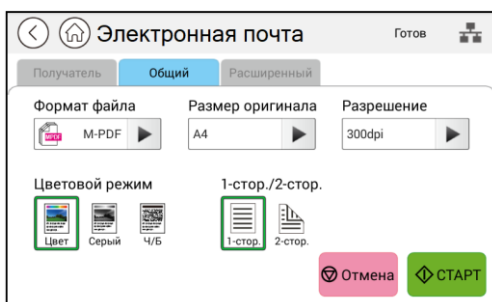 Электронная почта Готов
Получатель Общий Расширенный
Формат файла Размер оригинала Разрешение
M-PDF A4 300dpi
Цветовой режим 1-стор./2-стор.
Цвет Серый Ч/Б 1-стор. 2-стор.
Отмена СТАРТ